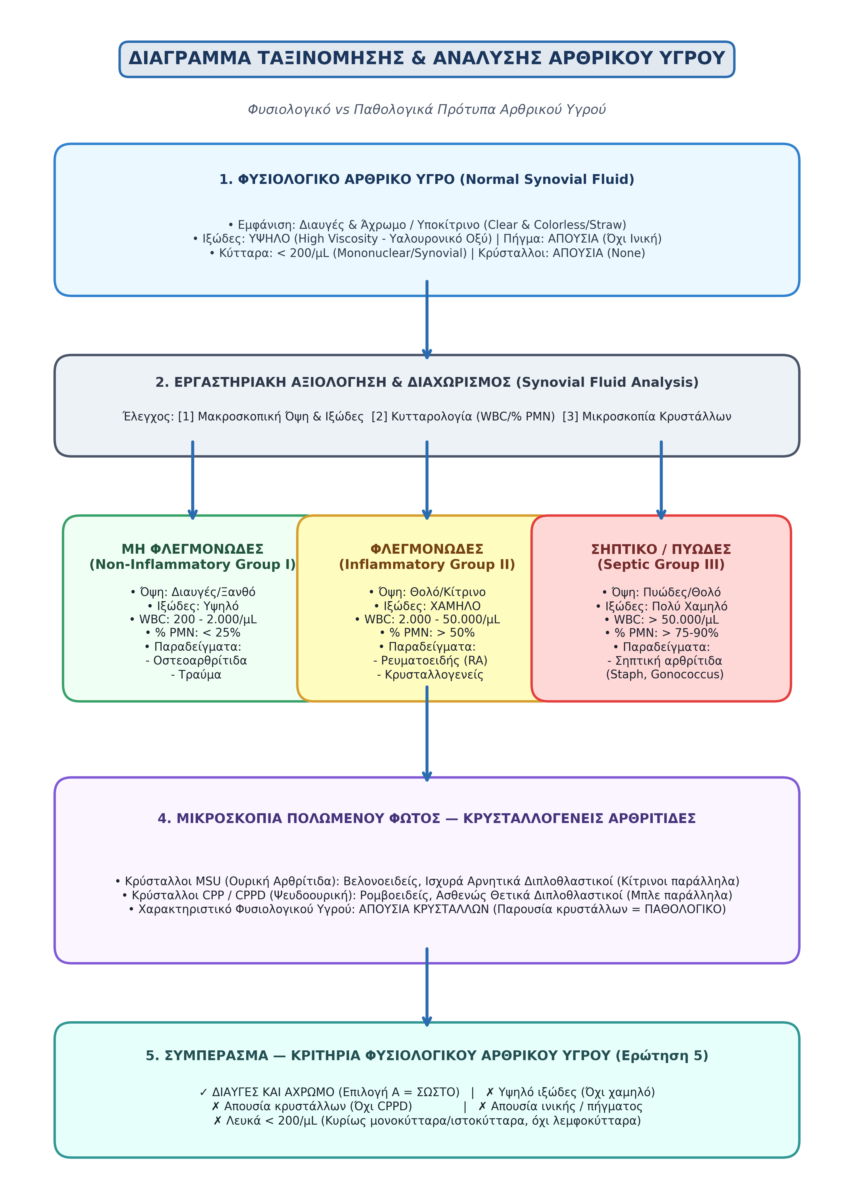 ΔΙΑΓΡΑΜΜΑ ΤΑΞΙΝΟΜΗΣΗΣ & ΑΝΑΛΥΣΗΣ ΑΡΘΡΙΚΟΥ ΥΓΡΟΥ
Φυσιολογικό vs Παθολογικά Πρότυπα Αρθρικού Υγρού
1. ΦΥΣΙΟΛΟΓΙΚΟ ΑΡΘΡΙΚΟ ΥΓΡΟ (Normal Synovial Fluid)
• Εμφάνιση: Διαυγές & Άχρωμο / Υποκίτρινο (Clear & Colorless/Straw)
• Ιξώδες: ΥΨΗΛΟ (High Viscosity - Υαλουρονικό Οξύ) | Πήγμα: ΑΠΟΥΣΙΑ (Όχι Ινική)
• Κύτταρα: < 200/μL (Mononuclear/Synovial) | Κρύσταλλοι: ΑΠΟΥΣΙΑ (None)
2. ΕΡΓΑΣΤΗΡΙΑΚΗ ΑΞΙΟΛΟΓΗΣΗ & ΔΙΑΧΩΡΙΣΜΟΣ (Synovial Fluid Analysis)
Έλεγχος: [1] Μακροσκοπική Όψη & Ιξώδες  [2] Κυτταρολογία (WBC/% PMN)  [3] Μικροσκοπία Κρυστάλλων
ΜΗ ΦΛΕΓΜΟΝΩΔΕΣ
(Non-Inflammatory Group I)
• Όψη: Διαυγές/Ξανθό
• Ιξώδες: Υψηλό
• WBC: 200 - 2.000/μL
• % PMN: < 25%
• Παραδείγματα:
- Οστεοαρθρίτιδα
- Τραύμα
ΦΛΕΓΜΟΝΩΔΕΣ
(Inflammatory Group II)
• Όψη: Θολό/Κίτρινο
• Ιξώδες: ΧΑΜΗΛΟ
• WBC: 2.000 - 50.000/μL
• % PMN: > 50%
• Παραδείγματα:
- Ρευματοειδής (RA)
- Κρυσταλλογενείς
ΣΗΠΤΙΚΟ / ΠΥΩΔΕΣ
(Septic Group III)
• Όψη: Πυώδες/Θολό
• Ιξώδες: Πολύ Χαμηλό
• WBC: > 50.000/μL
• % PMN: > 75-90%
• Παραδείγματα:
- Σηπτική αρθρίτιδα
(Staph, Gonococcus)
4. ΜΙΚΡΟΣΚΟΠΙΑ ΠΟΛΩΜΕΝΟΥ ΦΩΤΟΣ — ΚΡΥΣΤΑΛΛΟΓΕΝΕΙΣ ΑΡΘΡΙΤΙΔΕΣ
• Κρύσταλλοι MSU (Ουρική Αρθρίτιδα): Βελονοειδείς, Ισχυρά Αρνητικά Διπλοθλαστικοί (Κίτρινοι παράλληλα)
• Κρύσταλλοι CPP / CPPD (Ψευδοουρική): Ρομβοειδείς, Ασθενώς Θετικά Διπλοθλαστικοί (Μπλε παράλληλα)
• Χαρακτηριστικό Φυσιολογικού Υγρού: ΑΠΟΥΣΙΑ ΚΡΥΣΤΑΛΛΩΝ (Παρουσία κρυστάλλων = ΠΑΘΟΛΟΓΙΚΟ)
5. ΣΥΜΠΕΡΑΣΜΑ — ΚΡΙΤΗΡΙΑ ΦΥΣΙΟΛΟΓΙΚΟΥ ΑΡΘΡΙΚΟΥ ΥΓΡΟΥ (Ερώτηση 5)
✓ ΔΙΑΥΓΕΣ ΚΑΙ ΑΧΡΩΜΟ (Επιλογή Α = ΣΩΣΤΟ)  |  ✗ Υψηλό ιξώδες (Όχι χαμηλό)
✗ Απουσία κρυστάλλων (Όχι CPPD)  |  ✗ Απουσία ινικής / πήγματος
✗ Λευκά < 200/μL (Κυρίως μονοκύτταρα/ιστοκύτταρα, όχι λεμφοκύτταρα)